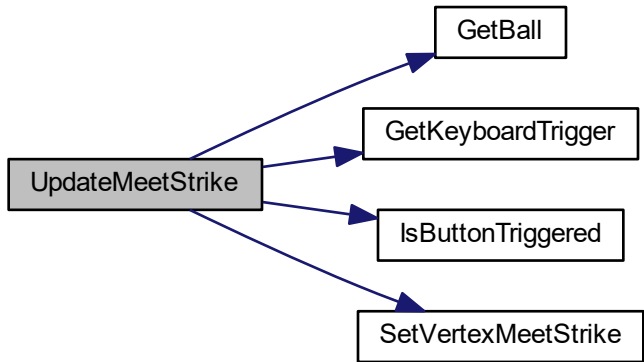 GetBall
GetKeyboardTrigger
UpdateMeetStrike
IsButtonTriggered
SetVertexMeetStrike